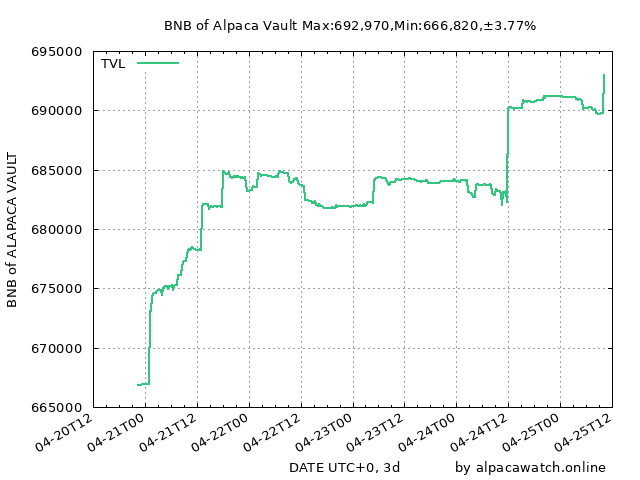 BNB of Alpaca Vault Max:692,970,Min:666,820,±3.77%
TVL
BNB of ALAPACA VAULT
695000
690000
685000
680000
675000
670000
665000
04-20T12
04-21T00
04-21T12
04-22T00
04-22T12
04-23T00
04-23T12
04-24T00
04-24T12
04-25T00
04-25T12
DATE UTC+0, 3d
by alpacawatch.online